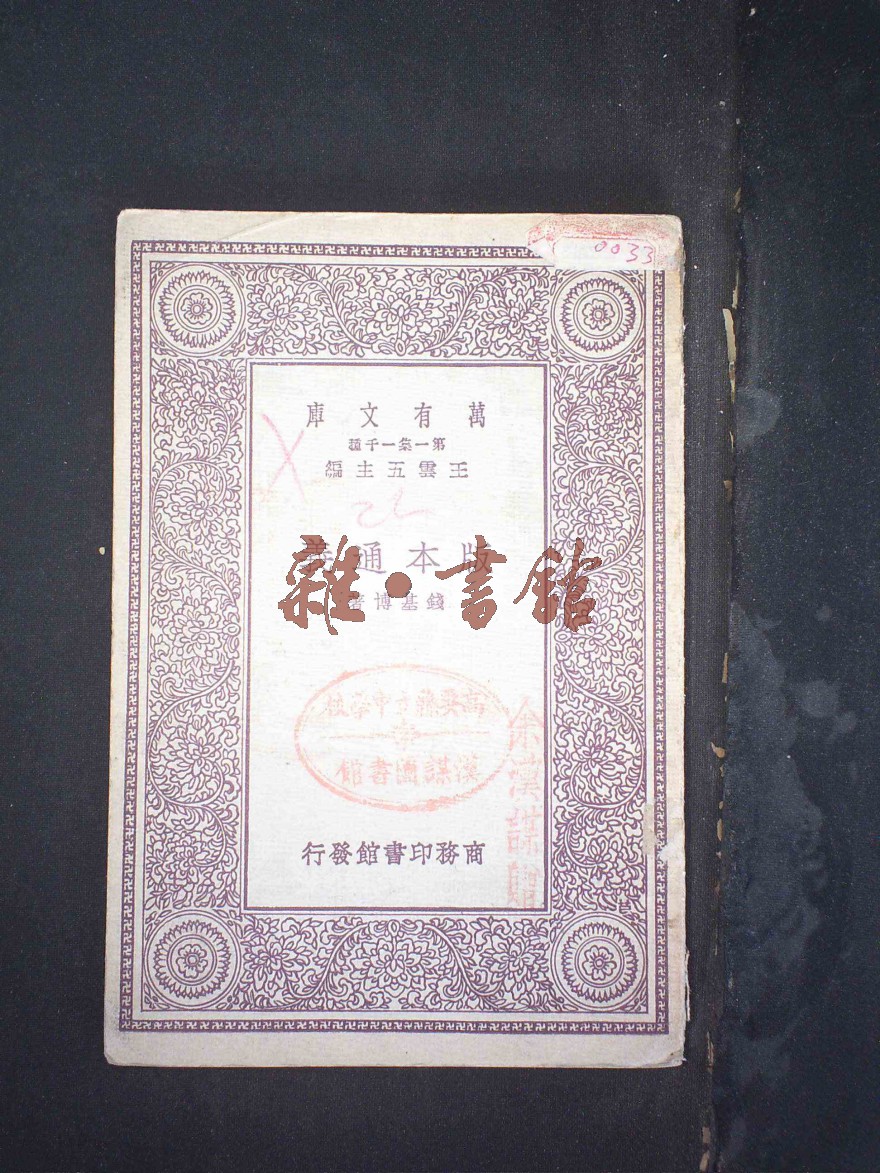 0033
萬有文庫
第一集一千種
王雲五主編
版本通義
錢基博著
雜·書館
高要縣立中學校
漢謀圖書館
余漢謀贈
商務印書館發行